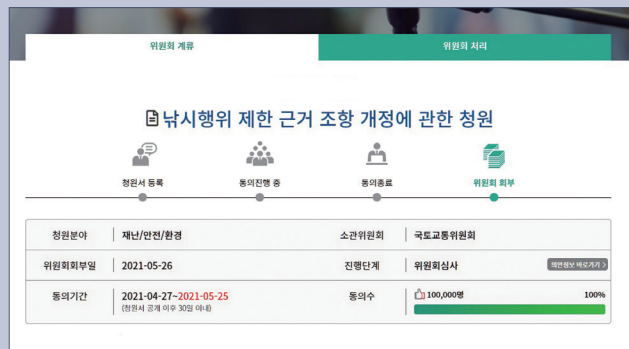 위원회 계류
위원회 처리
낚시행위 제한 근거 조항 개정에 관한 청원
청원서 등록
동의진행 중
동의종료
위원회 회부
청원분야 재난/안전/환경 소관위원회 국토교통위원회
위원회회부일 2021-05-26 진행단계 위원회심사 의안정보 바로가기 >
동의기간 2021-04-27~2021-05-25 동의수 100,000명 100%
(청원서 공개 이후 30일 이내)